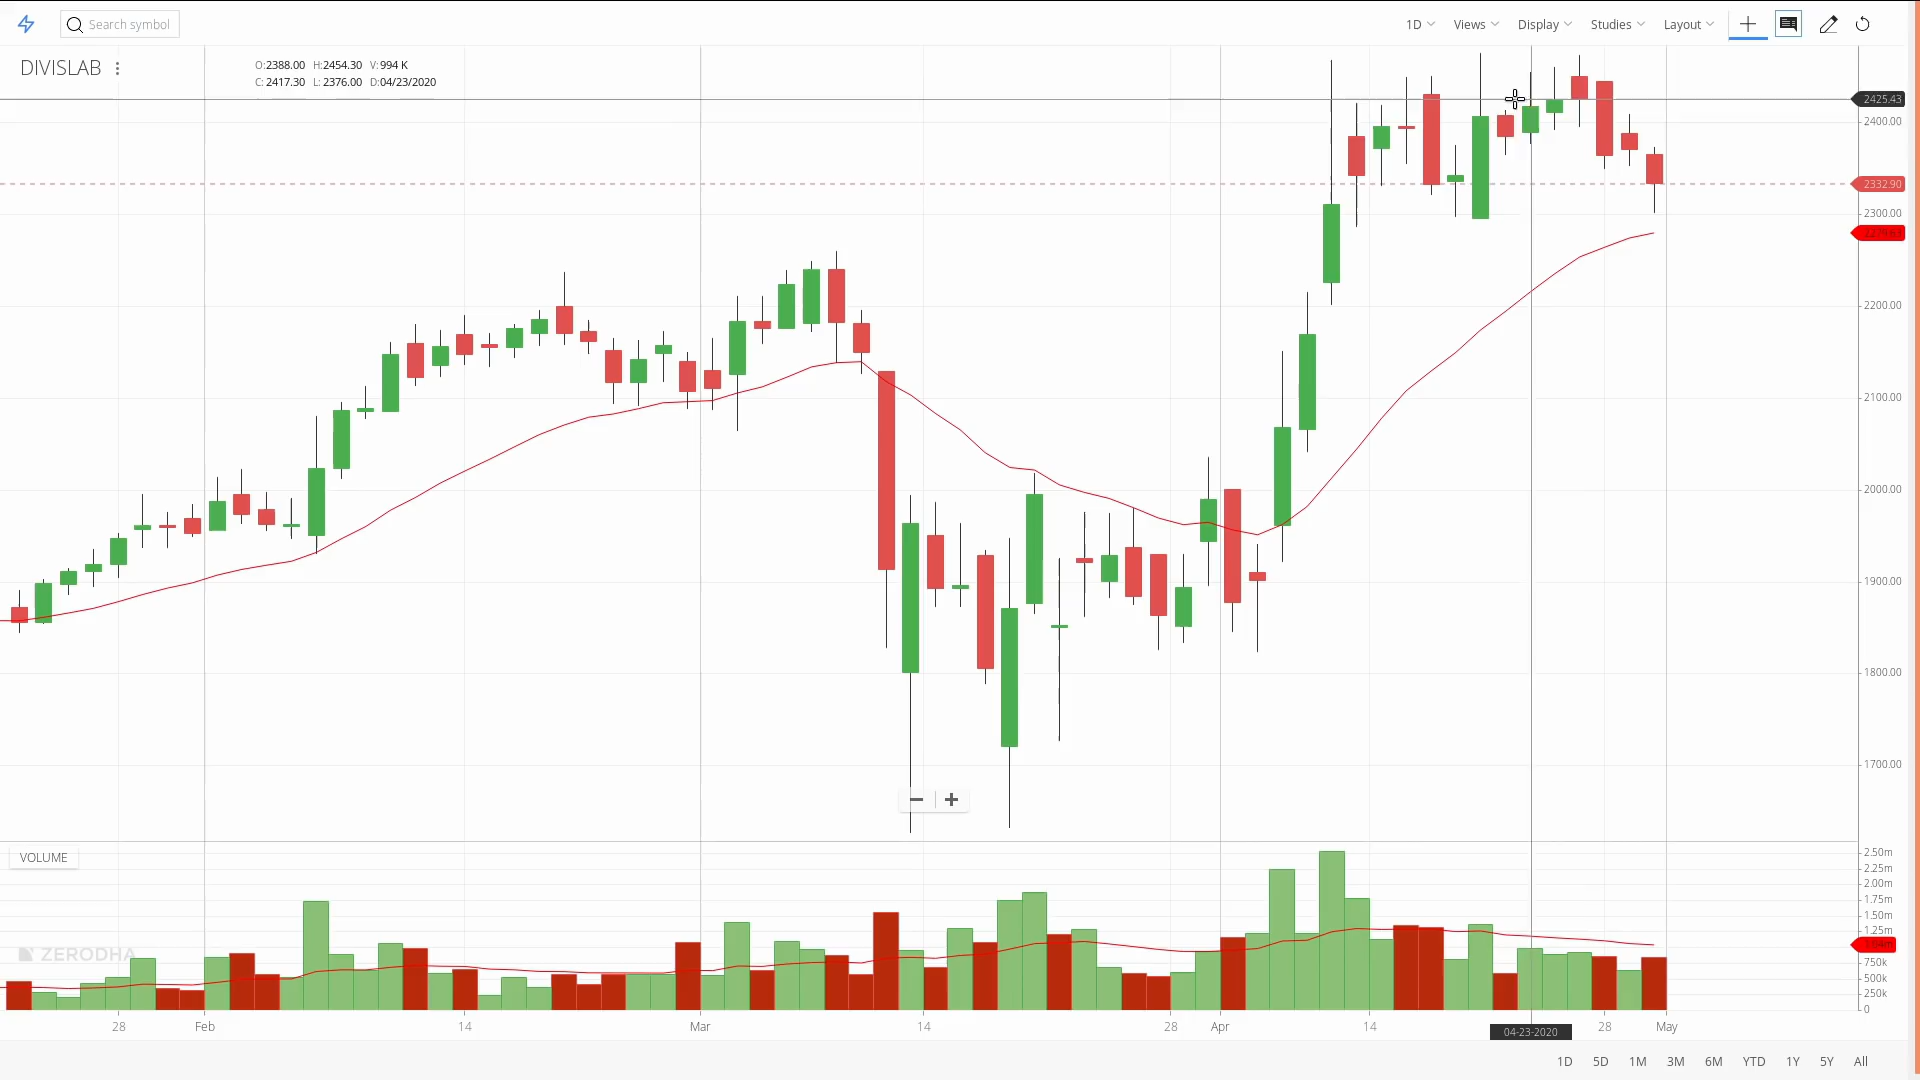 Search symbol
1D Views Display Studies Layout
DIVISLAB
O:2388.00 H:2454.30 V:994 K
C: 2417.30 L: 2376.00 D:04/23/2020
2425.43
2400.00
2332.90
2300.00
2200.00
2100.00
2000.00
1900.00
1800.00
1700.00
VOLUME
2.50m
2.25m
2.00m
1.75m
1.50m
1.25m
750k
500k
250k
0
ZERODHA
28 Feb 14 Mar 14 28 Apr 14 04-23-2020 28 May
1D 5D 1M 3M 6M YTD 1Y 5Y All